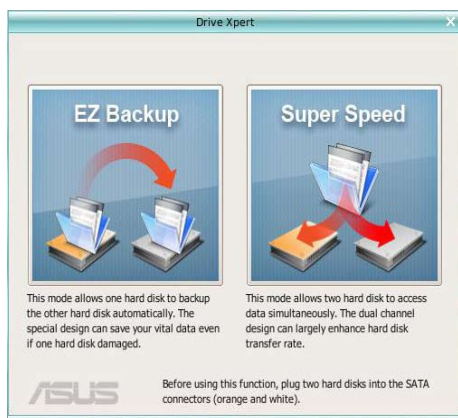 Drive Xpert
X
EZ Backup
Super Speed
This mode allows one hard disk to backup
the other hard disk automatically. The
special design can save your vital data even
if one hard disk damaged.
This mode allows two hard disk to access
data simultaneously. The dual channel
design can largely enhance hard disk
transfer rate.
ASUS
Before using this function, plug two hard disks into the SATA
connectors (orange and white).